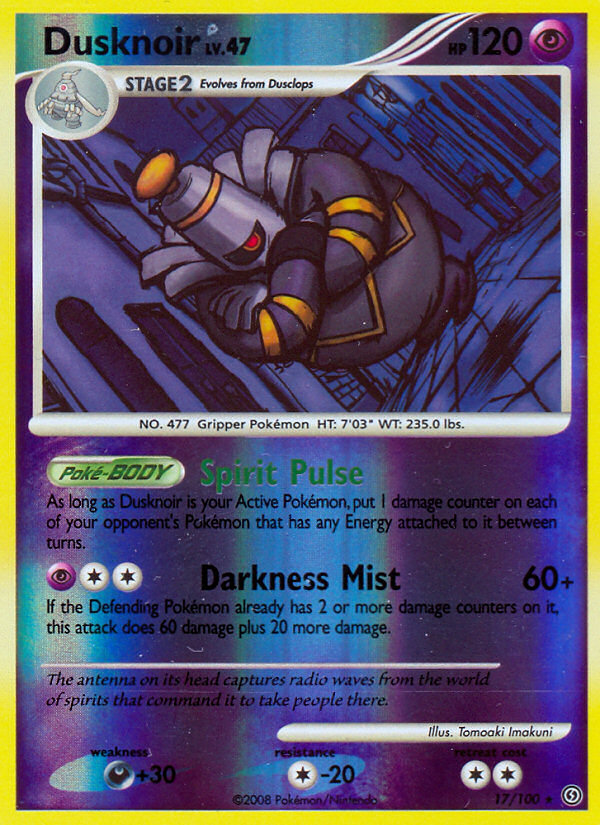 Dusknoir LV.47 HP 120
STAGE2 Evolves from Dusclops
NO. 477 Gripper Pokémon HT: 7'03" WT: 235.0 lbs.
Poké-BODY Spirit Pulse
As long as Dusknoir is your Active Pokémon, put 1 damage counter on each
of your opponent's Pokémon that has any Energy attached to it between
turns.
Darkness Mist 60+
If the Defending Pokémon already has 2 or more damage counters on it,
this attack does 60 damage plus 20 more damage.
The antenna on its head captures radio waves from the world
of spirits that command it to take people there.
Illus. Tomoaki Imakuni
weakness resistance retreat cost
+30 -20
©2008 Pokémon/Nintendo 17/100 ★